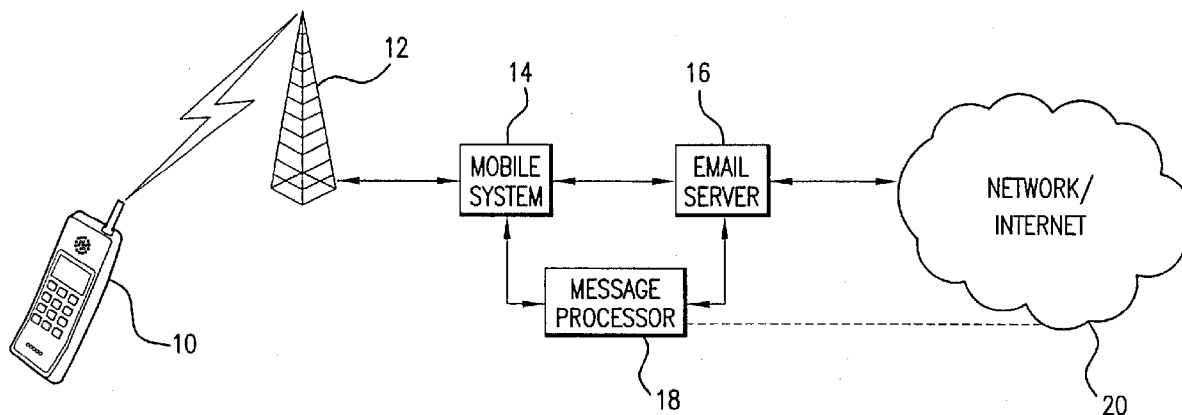 12
14
16
MOBILE
SYSTEM
EMAIL
SERVER
NETWORK/
INTERNET
MESSAGE
PROCESSOR
10
18
20